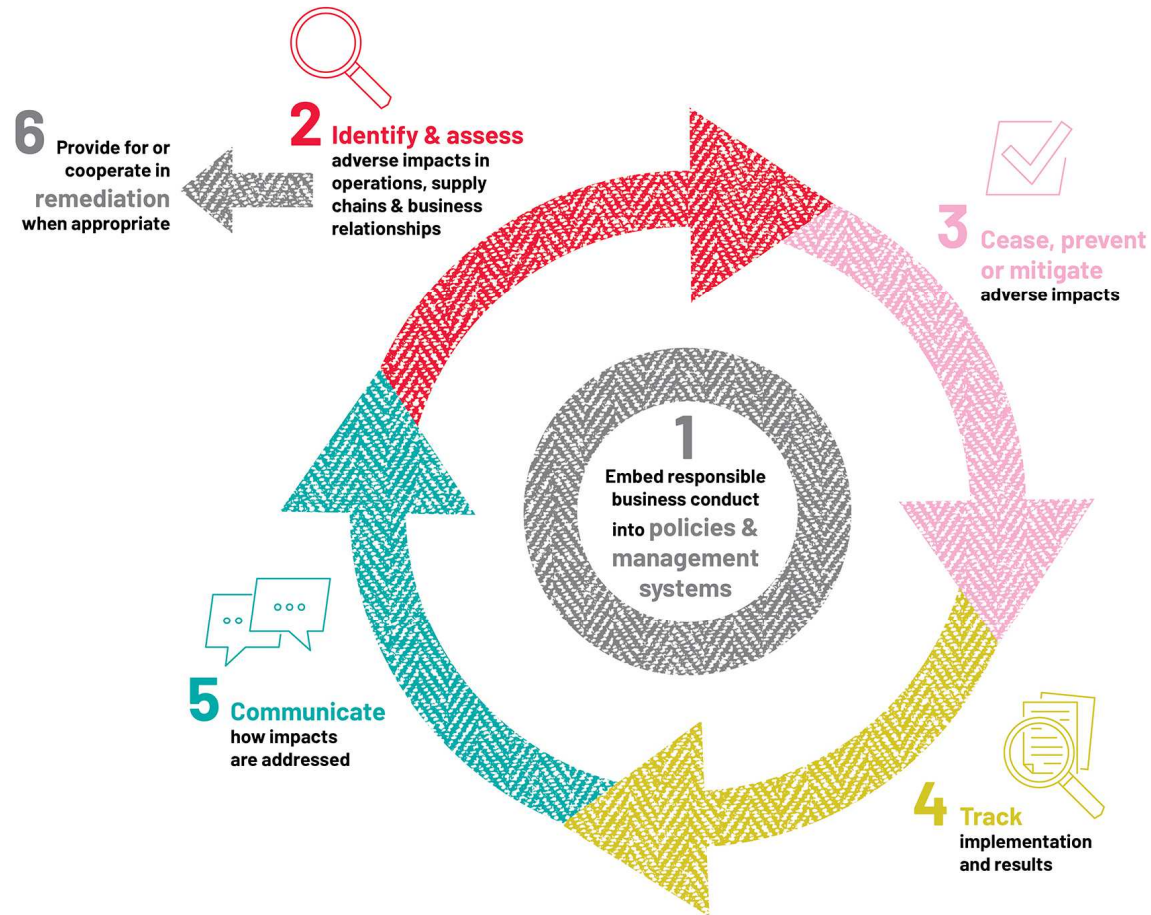 1
Embed responsible
business conduct
into policies &
management
systems
2 Identify & assess
adverse impacts in
operations, supply
chains & business
relationships
3 Cease, prevent
or mitigate
adverse impacts
4 Track
implementation
and results
5 Communicate
how impacts
are addressed
6 Provide for or
cooperate in
remediation
when appropriate